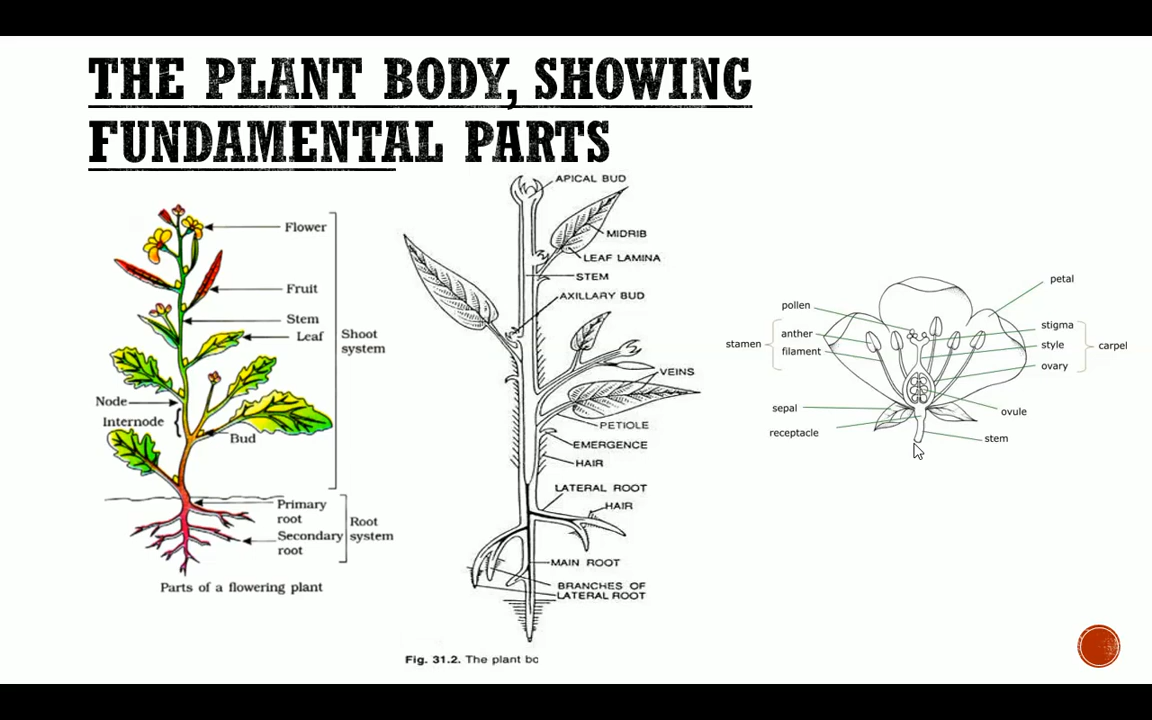 THE PLANT BODY, SHOWING
FUNDAMENTAL PARTS
Flower
Fruit
Stem
Leaf
Shoot
system
Node
Internode
Bud
Primary
root
Root
system
Secondary
root
Parts of a flowering plant
APICAL BUD
MIDRIB
LEAF LAMINA
STEM
AXILLARY BUD
VEINS
PETIOLE
EMERGENCE
HAIR
LATERAL ROOT
HAIR
MAIN ROOT
BRANCHES OF
LATERAL ROOT
Fig. 31.2. The plant bo
petal
pollen
stigma
anther
stamen
style
carpel
filament
ovary
sepal
ovule
receptacle
stem